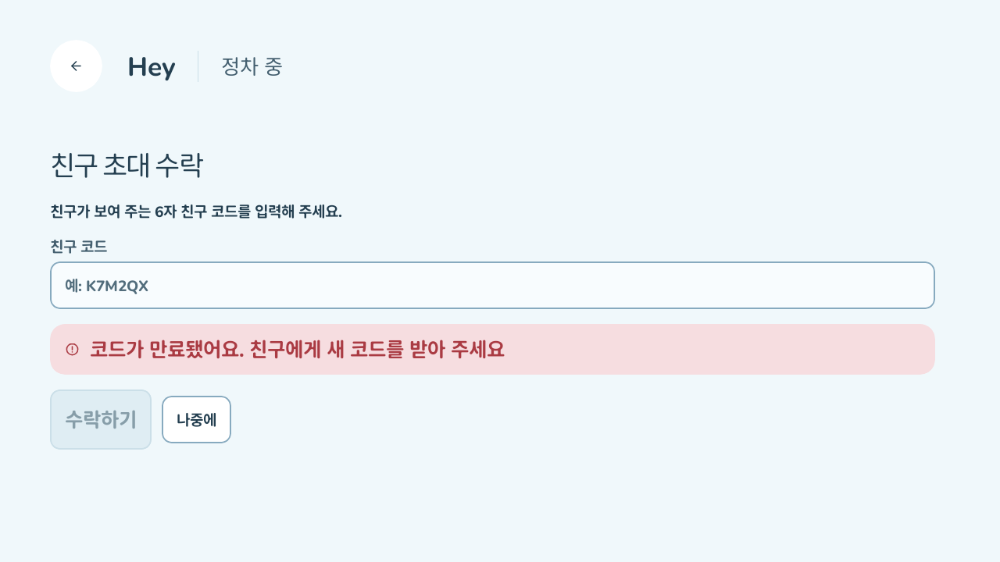 Hey
정차 중
친구 초대 수락
친구가 보여 주는 6자 친구 코드를 입력해 주세요.
친구 코드
예: K7M2QX
코드가 만료됐어요. 친구에게 새 코드를 받아 주세요
수락하기
나중에